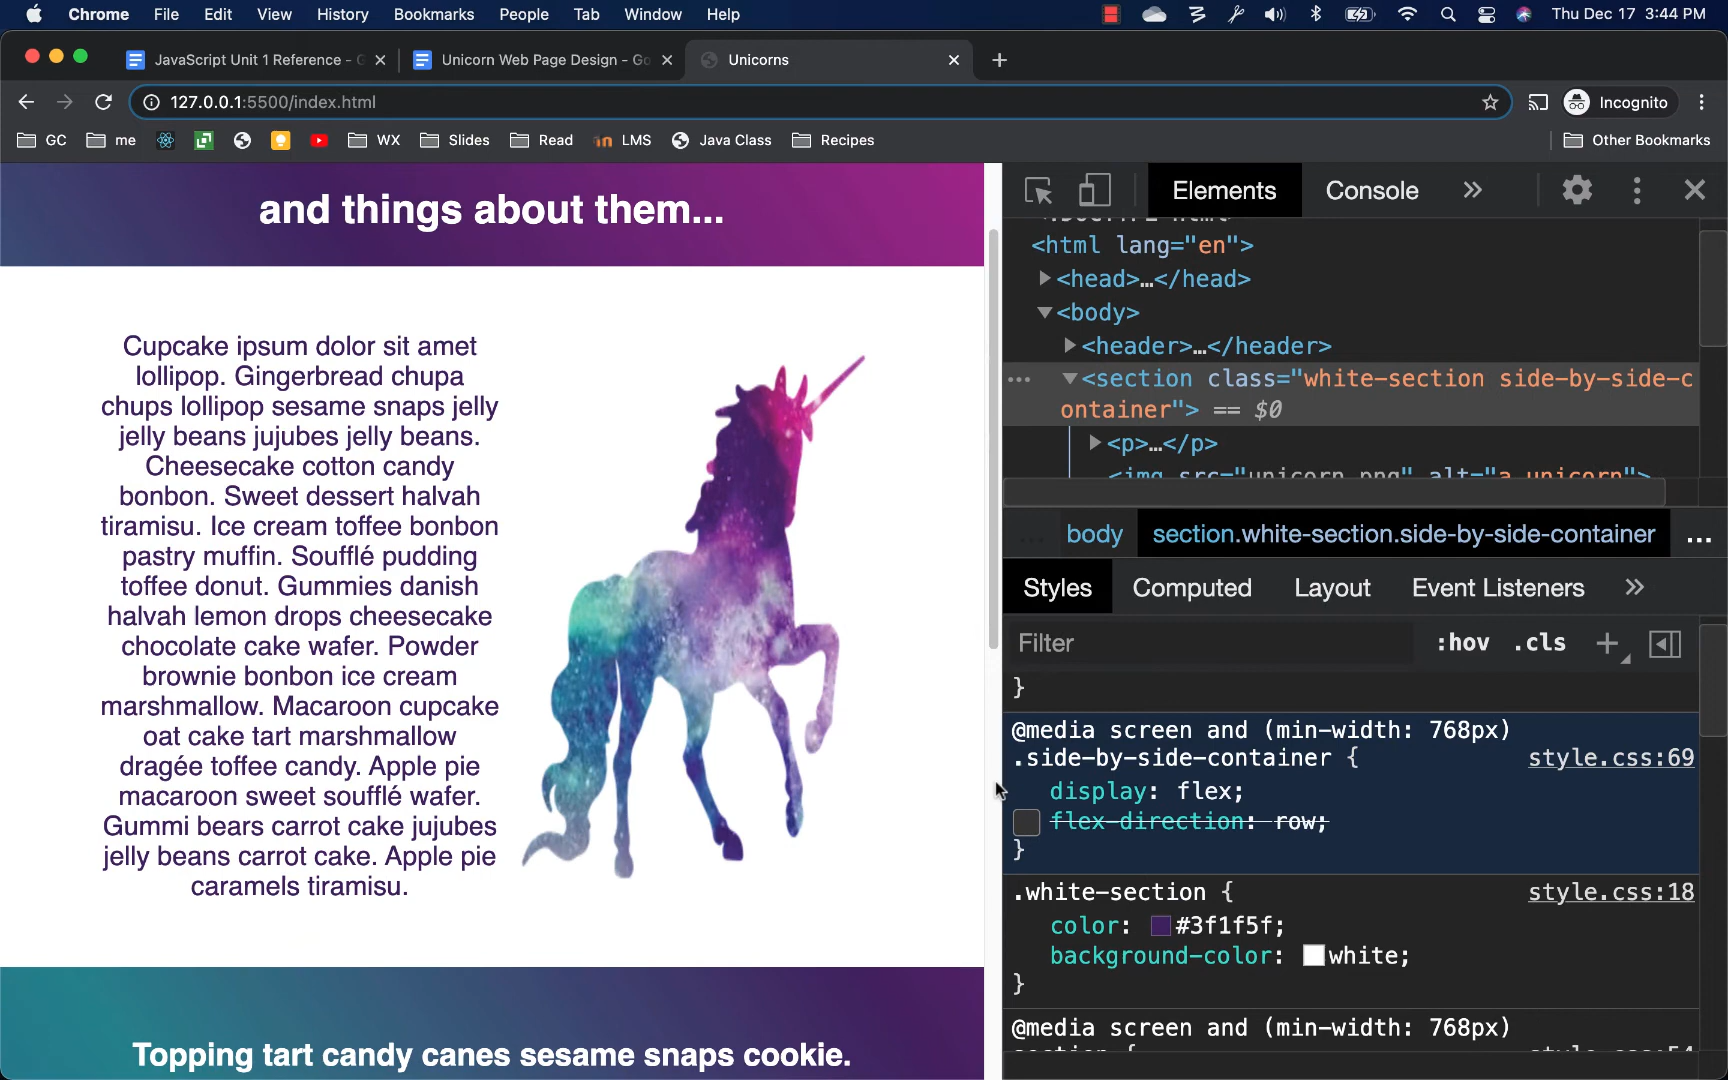 Chrome File Edit View History Bookmarks People Tab Window Help Thu Dec 17 3:44 PM
JavaScript Unit 1 Reference - G Unicorn Web Page Design - Go Unicorns
127.0.0.1:5500/index.html Incognito
GC me WX Slides Read LMS Java Class Recipes Other Bookmarks
and things about them...
Cupcake ipsum dolor sit amet
lollipop. Gingerbread chupa
chups lollipop sesame snaps jelly
jelly beans jujubes jelly beans.
Cheesecake cotton candy
bonbon. Sweet dessert halvah
tiramisu. Ice cream toffee bonbon
pastry muffin. Soufflé pudding
toffee donut. Gummies danish
halvah lemon drops cheesecake
chocolate cake wafer. Powder
brownie bonbon ice cream
marshmallow. Macaroon cupcake
oat cake tart marshmallow
dragée toffee candy. Apple pie
macaroon sweet soufflé wafer.
Gummi bears carrot cake jujubes
jelly beans carrot cake. Apple pie
caramels tiramisu.
Topping tart candy canes sesame snaps cookie.
Elements Console »
<html lang="en">
<head>…</head>
<body>
<header>…</header>
<section class="white-section side-by-side-c
ontainer"> == $0
<p>…</p>
<img src="unicorn.png" alt="a unicorn">
... body section.white-section.side-by-side-container ...
Styles Computed Layout Event Listeners »
Filter :hov .cls +
}
@media screen and (min-width: 768px)
.side-by-side-container { style.css:69
display: flex;
flex-direction: row;
}
.white-section { style.css:18
color: #3f1f5f;
background-color: white;
}
@media screen and (min-width: 768px)